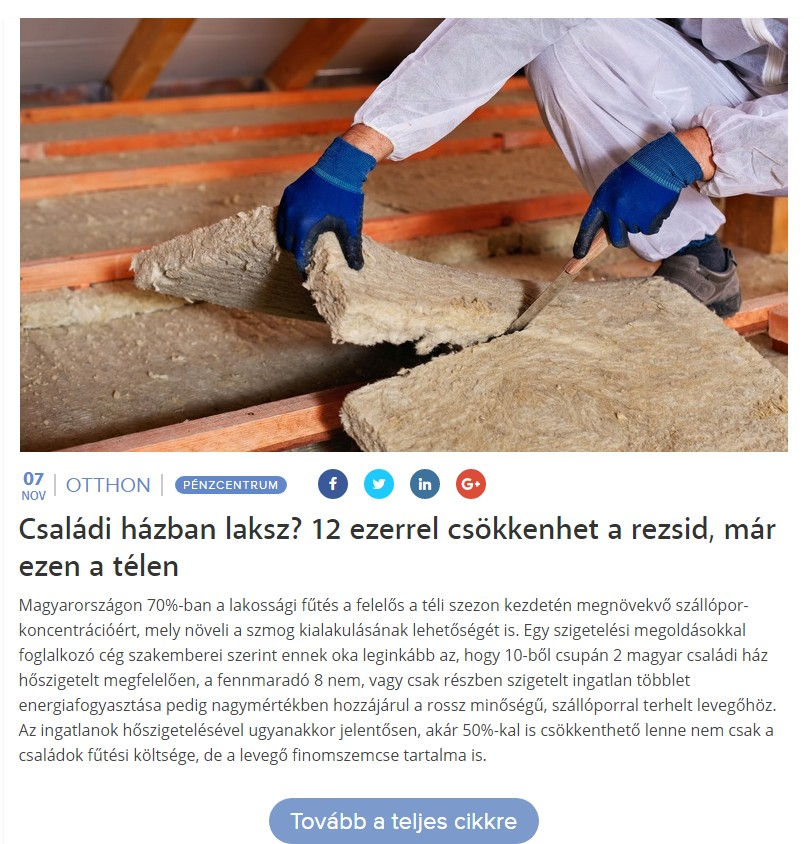 07
NOV
OTTHON
PÉNZCENTRUM
f
in
G+
Családi házban laksz? 12 ezerrel csökkenhet a rezsid, már
ezen a télen
Magyarországon 70%-ban a lakossági fűtés a felelős a téli szezon kezdetén megnövekvő szállópor-
koncentrációért, mely növeli a szmog kialakulásának lehetőségét is. Egy szigetelési megoldásokkal
foglalkozó cég szakemberei szerint ennek oka leginkább az, hogy 10-ből csupán 2 magyar családi ház
hőszigetelt megfelelően, a fennmaradó 8 nem, vagy csak részben szigetelt ingatlan többlet
energiafogyasztása pedig nagymértékben hozzájárul a rossz minőségű, szállóporral terhelt levegőhöz.
Az ingatlanok hőszigetelésével ugyanakkor jelentősen, akár 50%-kal is csökkenthető lenne nem csak a
családok fűtési költsége, de a levegő finomszemcse tartalma is.
Tovább a teljes cikkre